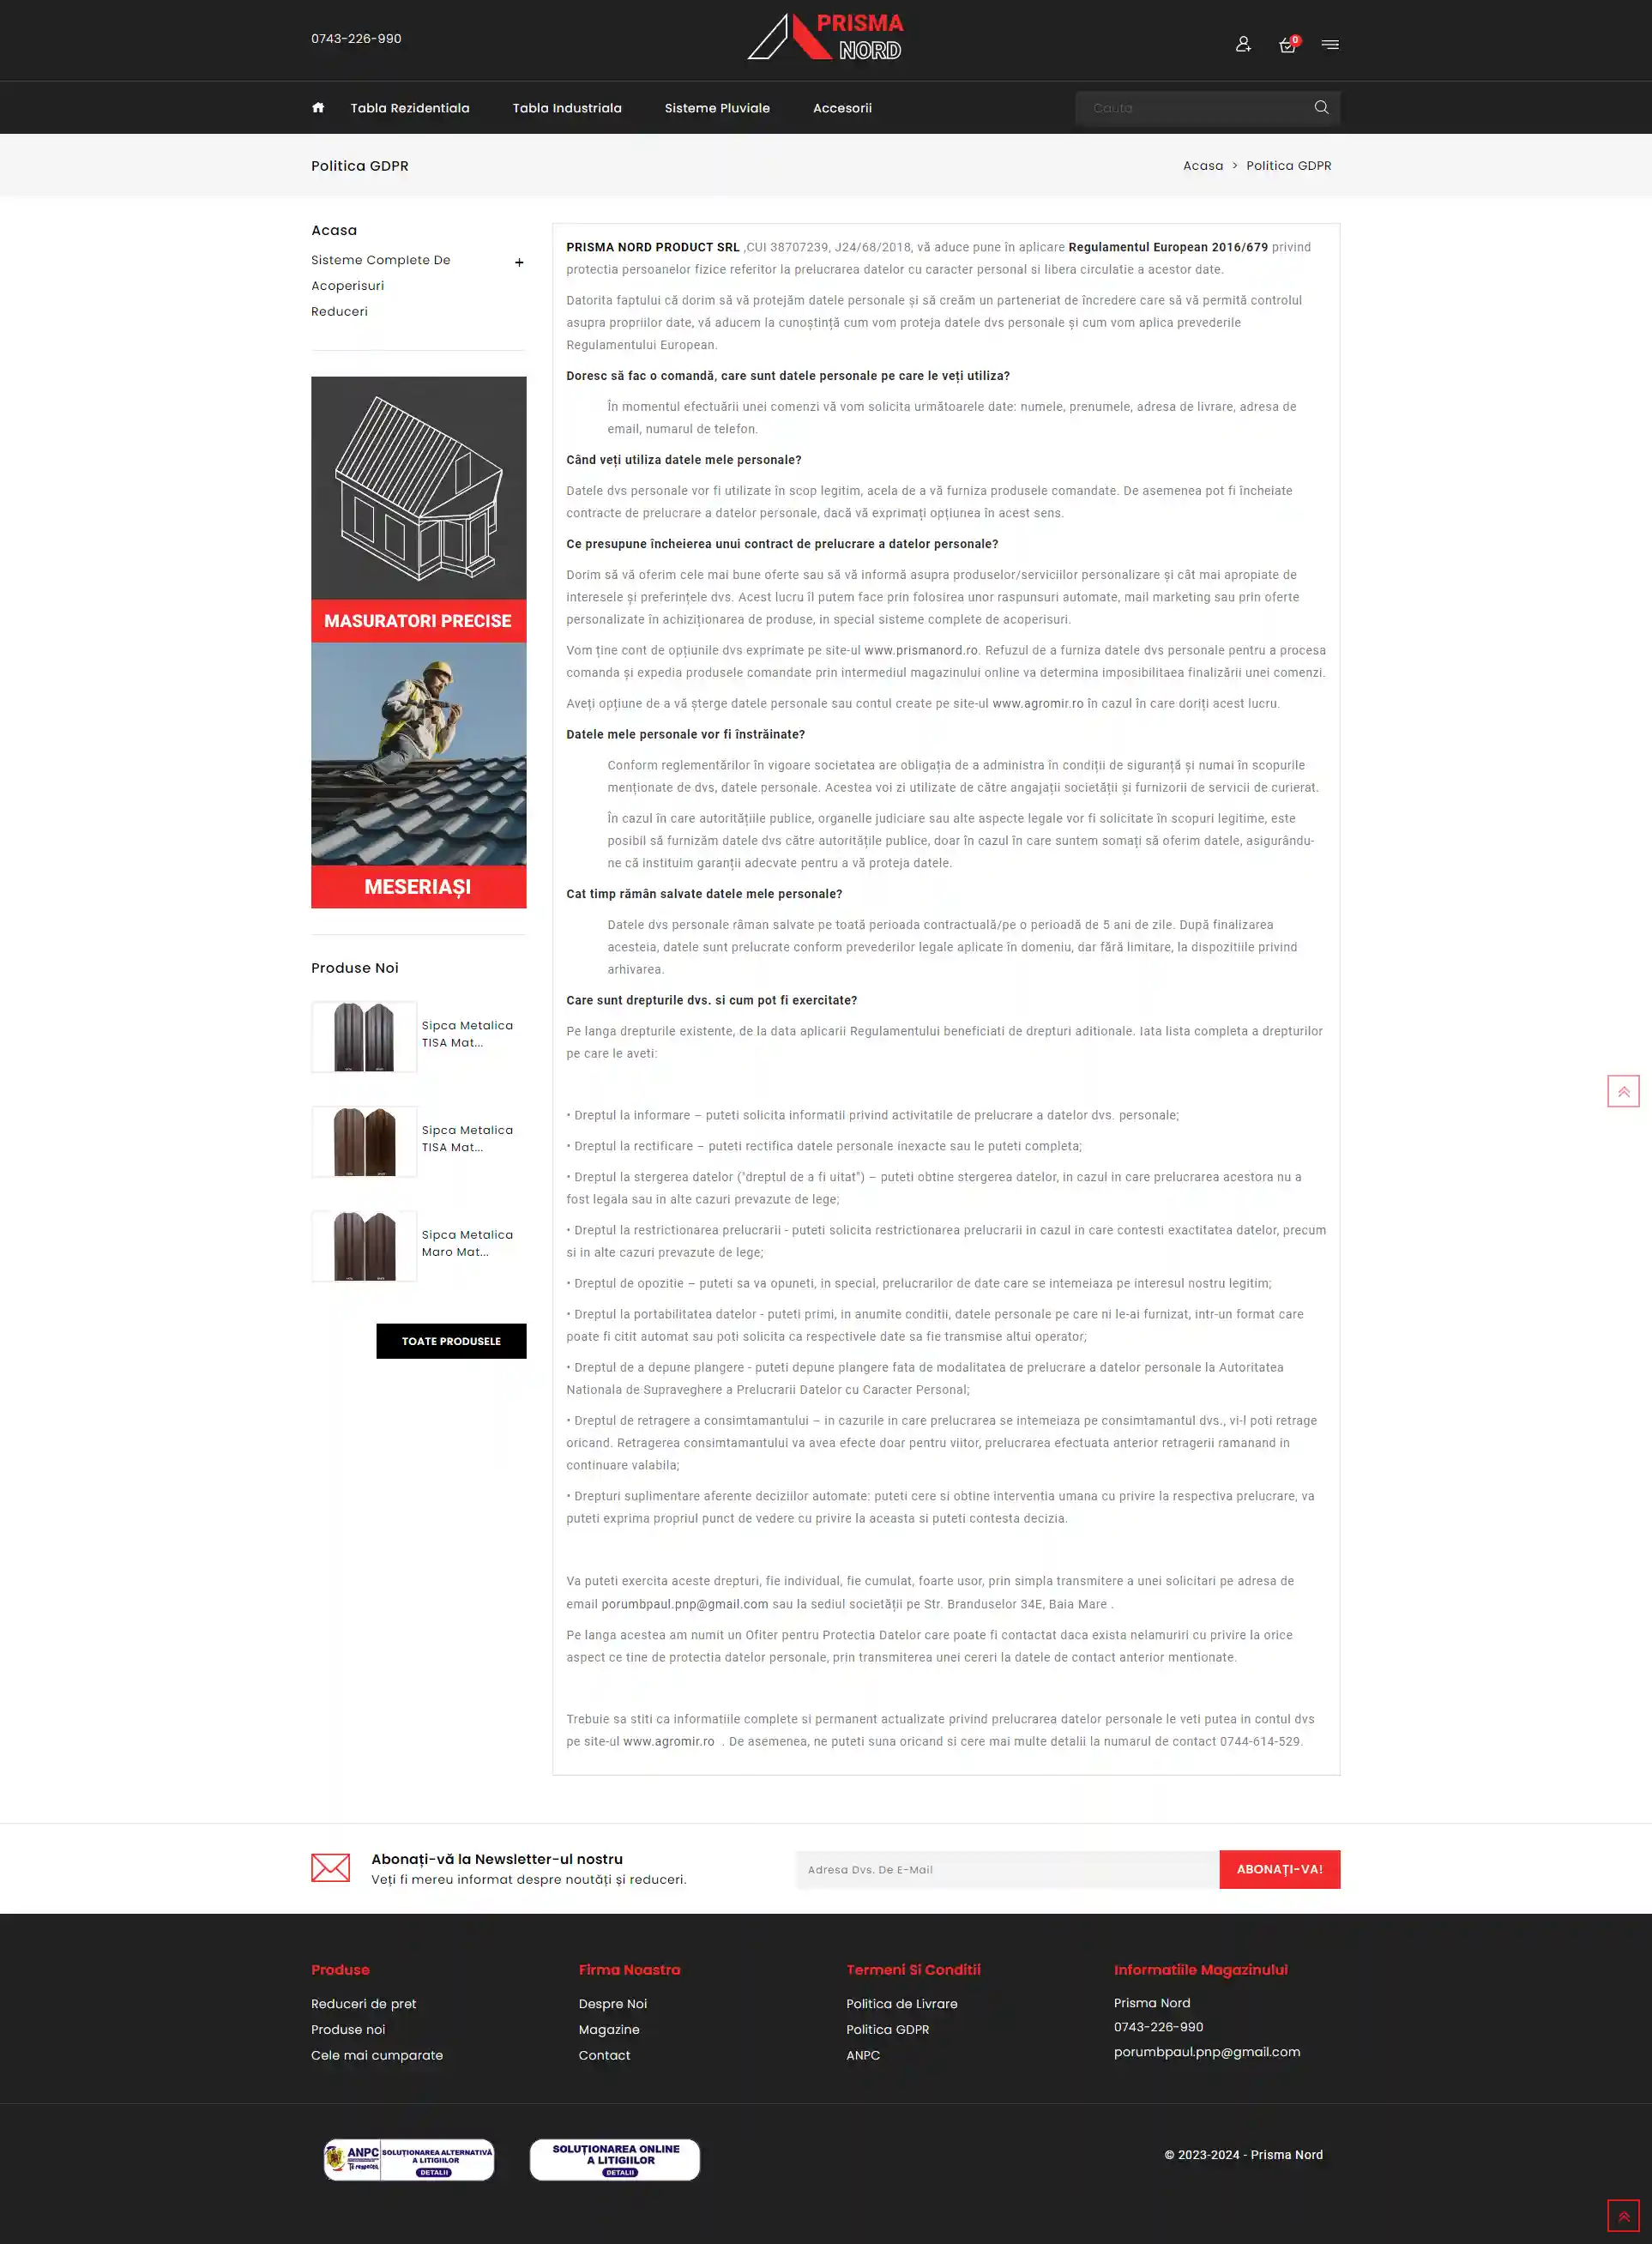 0743-226-990
PRISMA
NORD
0
Tabla Rezidentiala
Tabla Industriala
Sisteme Pluviale
Accesorii
Cauta
Politica GDPR
Acasa > Politica GDPR
Acasa
Sisteme Complete De
Acoperisuri
+
Reduceri
MASURATORI PRECISE
MESERIAȘI
Produse Noi
Sipca Metalica
TISA Mat...
Sipca Metalica
TISA Mat...
Sipca Metalica
Maro Mat...
TOATE PRODUSELE
PRISMA NORD PRODUCT SRL ,CUI 38707239, J24/68/2018, vă aduce pune în aplicare Regulamentul European 2016/679 privind
protectia persoanelor fizice referitor la prelucrarea datelor cu caracter personal si libera circulatie a acestor date.
Datorita faptului că dorim să vă protejăm datele personale și să creăm un parteneriat de încredere care să vă permită controlul
asupra propriilor date, vă aducem la cunoștință cum vom proteja datele dvs personale și cum vom aplica prevederile
Regulamentului European.
Doresc să fac o comandă, care sunt datele personale pe care le veți utiliza?
În momentul efectuării unei comenzi vă vom solicita următoarele date: numele, prenumele, adresa de livrare, adresa de
email, numarul de telefon.
Când veți utiliza datele mele personale?
Datele dvs personale vor fi utilizate în scop legitim, acela de a vă furniza produsele comandate. De asemenea pot fi încheiate
contracte de prelucrare a datelor personale, dacă vă exprimați opțiunea în acest sens.
Ce presupune încheierea unui contract de prelucrare a datelor personale?
Dorim să vă oferim cele mai bune oferte sau să vă informă asupra produselor/serviciilor personalizare și cât mai apropiate de
interesele și preferințele dvs. Acest lucru îl putem face prin folosirea unor raspunsuri automate, mail marketing sau prin oferte
personalizate în achiziționarea de produse, in special sisteme complete de acoperisuri.
Vom ține cont de opțiunile dvs exprimate pe site-ul www.prismanord.ro. Refuzul de a furniza datele dvs personale pentru a procesa
comanda și expedia produsele comandate prin intermediul magazinului online va determina imposibilitaea finalizării unei comenzi.
Aveți opțiune de a vă șterge datele personale sau contul create pe site-ul www.agromir.ro în cazul în care doriți acest lucru.
Datele mele personale vor fi înstrăinate?
Conform reglementărilor în vigoare societatea are obligația de a administra în condiții de siguranță și numai în scopurile
menționate de dvs, datele personale. Acestea voi zi utilizate de către angajații societății și furnizorii de servicii de curierat.
În cazul în care autoritățiile publice, organelle judiciare sau alte aspecte legale vor fi solicitate în scopuri legitime, este
posibil să furnizăm datele dvs către autoritățile publice, doar în cazul în care suntem somați să oferim datele, asigurându-
ne că instituim garanții adecvate pentru a vă proteja datele.
Cat timp rămân salvate datele mele personale?
Datele dvs personale râman salvate pe toată perioada contractuală/pe o perioadă de 5 ani de zile. După finalizarea
acesteia, datele sunt prelucrate conform prevederilor legale aplicate în domeniu, dar fără limitare, la dispozitiile privind
arhivarea.
Care sunt drepturile dvs. si cum pot fi exercitate?
Pe langa drepturile existente, de la data aplicarii Regulamentului beneficiati de drepturi aditionale. Iata lista completa a drepturilor
pe care le aveti:
• Dreptul la informare – puteti solicita informatii privind activitatile de prelucrare a datelor dvs. personale;
• Dreptul la rectificare – puteti rectifica datele personale inexacte sau le puteti completa;
• Dreptul la stergerea datelor ("dreptul de a fi uitat") – puteti obtine stergerea datelor, in cazul in care prelucrarea acestora nu a
fost legala sau in alte cazuri prevazute de lege;
• Dreptul la restrictionarea prelucrarii - puteti solicita restrictionarea prelucrarii in cazul in care contesti exactitatea datelor, precum
si in alte cazuri prevazute de lege;
• Dreptul de opozitie – puteti sa va opuneti, in special, prelucrarilor de date care se intemeiaza pe interesul nostru legitim;
• Dreptul la portabilitatea datelor - puteti primi, in anumite conditii, datele personale pe care ni le-ai furnizat, intr-un format care
poate fi citit automat sau poti solicita ca respectivele date sa fie transmise altui operator;
• Dreptul de a depune plangere - puteti depune plangere fata de modalitatea de prelucrare a datelor personale la Autoritatea
Nationala de Supraveghere a Prelucrarii Datelor cu Caracter Personal;
• Dreptul de retragere a consimtamantului – in cazurile in care prelucrarea se intemeiaza pe consimtamantul dvs., vi-l poti retrage
oricand. Retragerea consimtamantului va avea efecte doar pentru viitor, prelucrarea efectuata anterior retragerii ramanand in
continuare valabila;
• Drepturi suplimentare aferente deciziilor automate: puteti cere si obtine interventia umana cu privire la respectiva prelucrare, va
puteti exprima propriul punct de vedere cu privire la aceasta si puteti contesta decizia.
Va puteti exercita aceste drepturi, fie individual, fie cumulat, foarte usor, prin simpla transmitere a unei solicitari pe adresa de
email porumbpaul.pnp@gmail.com sau la sediul societății pe Str. Branduselor 34E, Baia Mare .
Pe langa acestea am numit un Ofiter pentru Protectia Datelor care poate fi contactat daca exista nelamuriri cu privire la orice
aspect ce tine de protectia datelor personale, prin transmiterea unei cereri la datele de contact anterior mentionate.
Trebuie sa stiti ca informatiile complete si permanent actualizate privind prelucrarea datelor personale le veti putea in contul dvs
pe site-ul www.agromir.ro . De asemenea, ne puteti suna oricand si cere mai multe detalii la numarul de contact 0744-614-529.
Abonați-vă la Newsletter-ul nostru
Veți fi mereu informat despre noutăți și reduceri.
Adresa Dvs. De E-Mail
ABONAȚI-VA!
Produse
Reduceri de pret
Produse noi
Cele mai cumparate
Firma Noastra
Despre Noi
Magazine
Contact
Termeni Si Conditii
Politica de Livrare
Politica GDPR
ANPC
Informatiile Magazinului
Prisma Nord
0743-226-990
porumbpaul.pnp@gmail.com
ANPC
Te respectă
SOLUȚIONAREA ALTERNATIVĂ
A LITIGIILOR
DETALII
SOLUȚIONAREA ONLINE
A LITIGIILOR
DETALII
© 2023-2024 - Prisma Nord